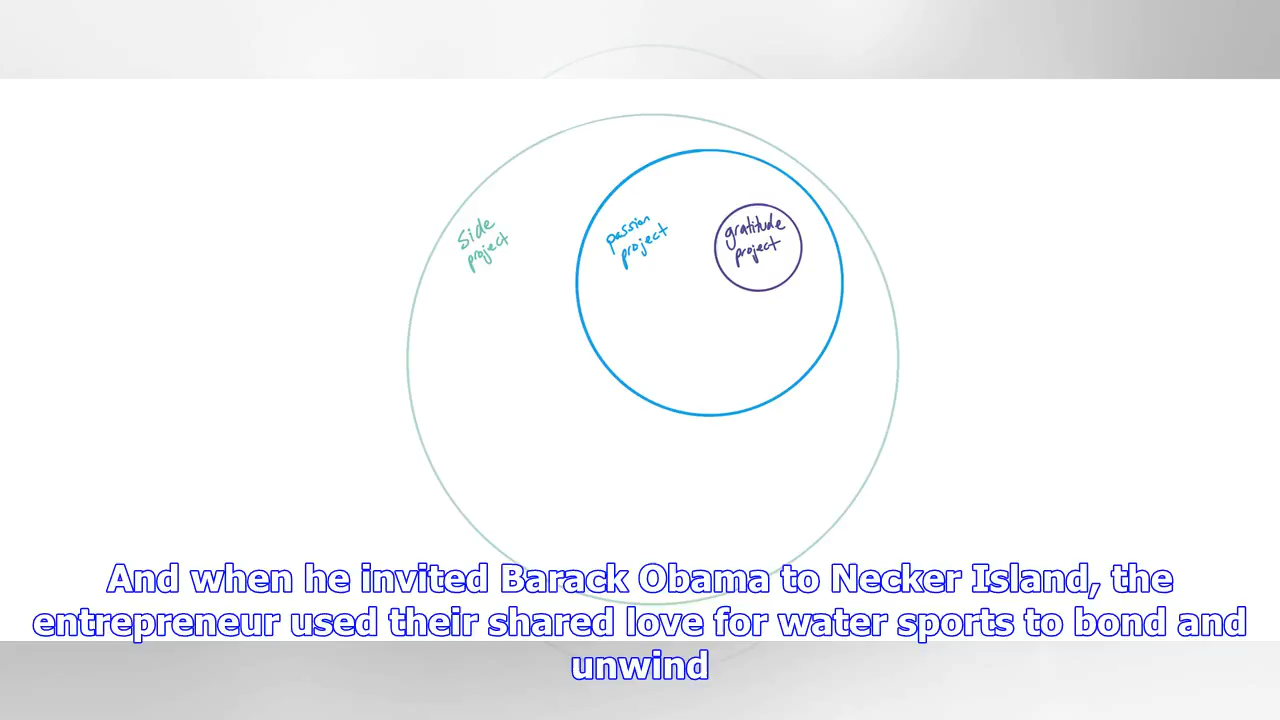 Side
project
passion
project
gratitude
project
And when he invited Barack Obama to Necker Island, the
entrepreneur used their shared love for water sports to bond and
unwind